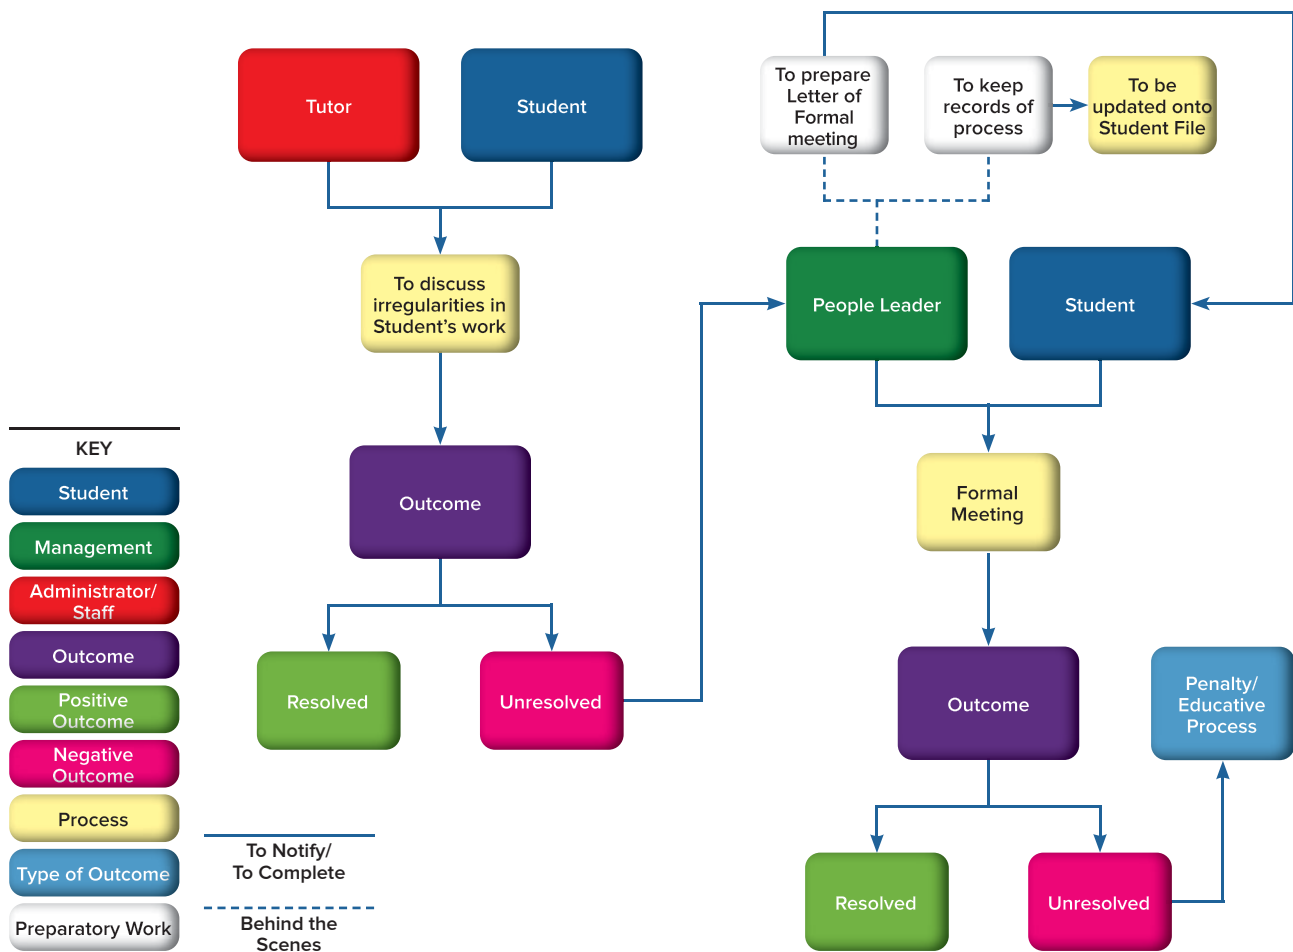 Tutor
Student
To discuss
irregularities in
Student’s work
Outcome
Resolved
Unresolved
To prepare
Letter of
Formal
meeting
To keep
records of
process
To be
updated onto
Student File
People Leader
Student
Formal
Meeting
Outcome
Penalty/
Educative
Process
Resolved
Unresolved
KEY
Student
Management
Administrator/
Staff
Outcome
Positive
Outcome
Negative
Outcome
Process
Type of Outcome
Preparatory Work
To Notify/
To Complete
Behind the
Scenes